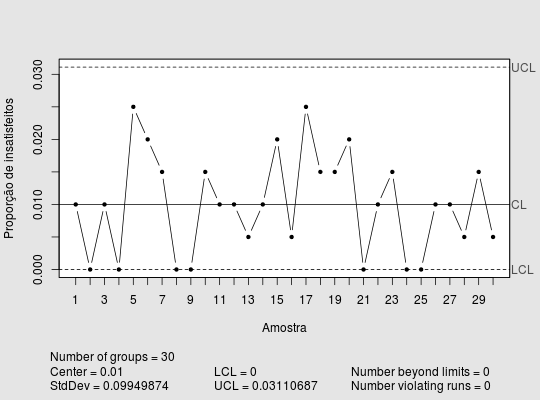 0.030 UCL
0.020
0.010 CL
0.000 LCL
Proporção de insatisfeitos
1 3 5 7 9 11 13 15 17 19 21 23 25 27 29
Amostra
Number of groups = 30
Center = 0.01 LCL = 0 Number beyond limits = 0
StdDev = 0.09949874 UCL = 0.03110687 Number violating runs = 0